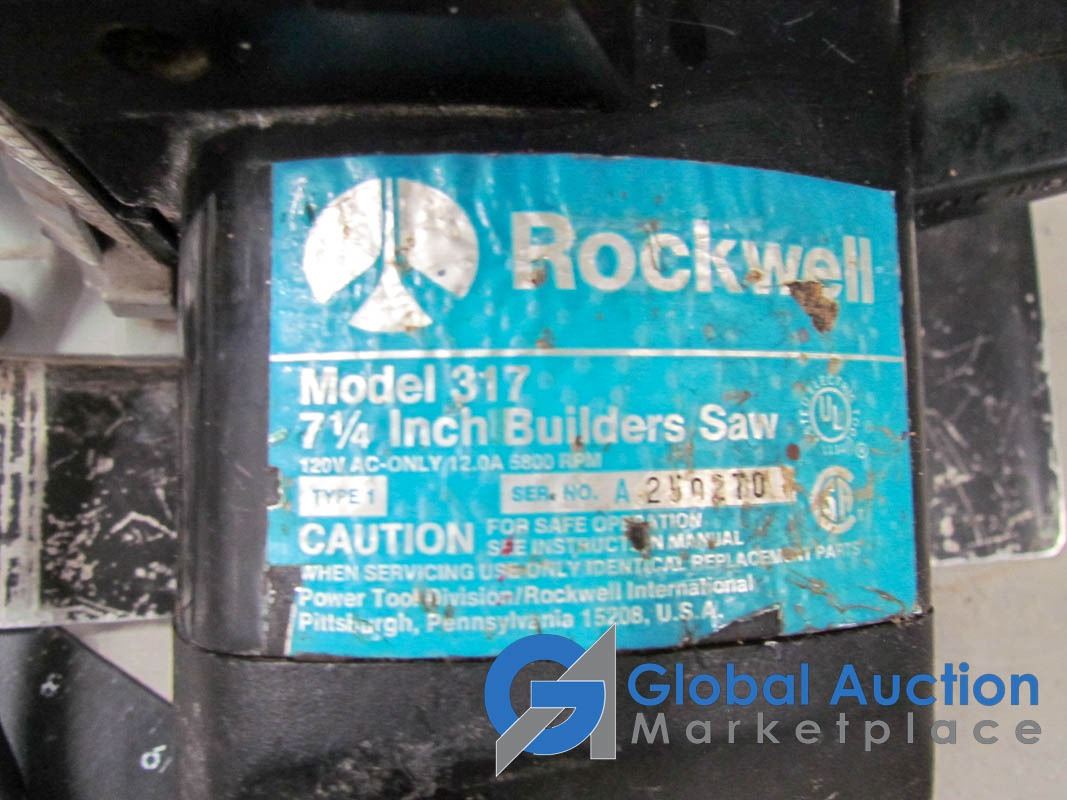 Rockwell
Model 317
7¼ Inch Builders Saw
120V AC-ONLY 12.0A 5800 RPM
TYPE 1 SER. NO. A
CAUTION FOR SAFE OPERATION
SEE INSTRUCTION MANUAL
WHEN SERVICING USE ONLY IDENTICAL REPLACEMENT PARTS
Power Tool Division/Rockwell International
Pittsburgh, Pennsylvania 15208, U.S.A.
UL
Global Auction
Marketplace